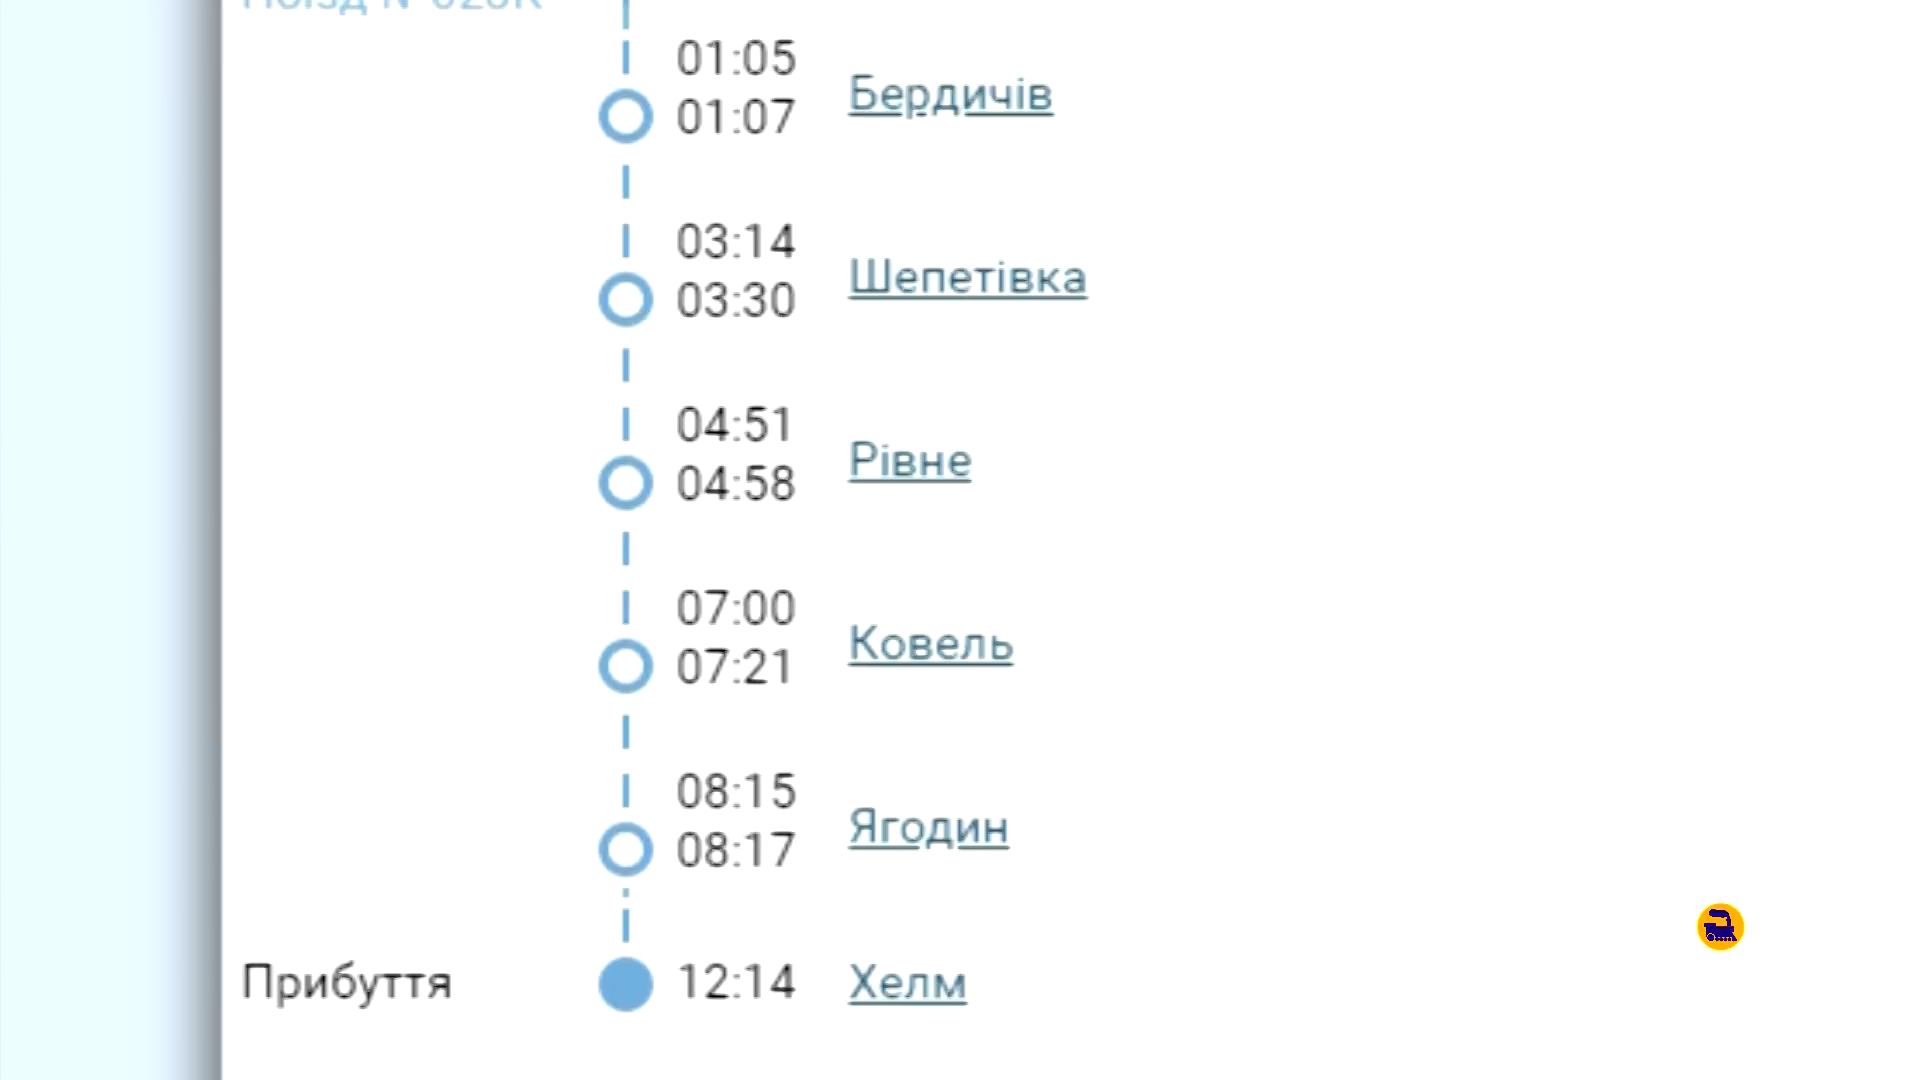 01:05
01:07
Бердичів
03:14
03:30
Шепетівка
04:51
04:58
Рівне
07:00
07:21
Ковель
08:15
08:17
Ягодин
Прибуття
12:14
Хелм